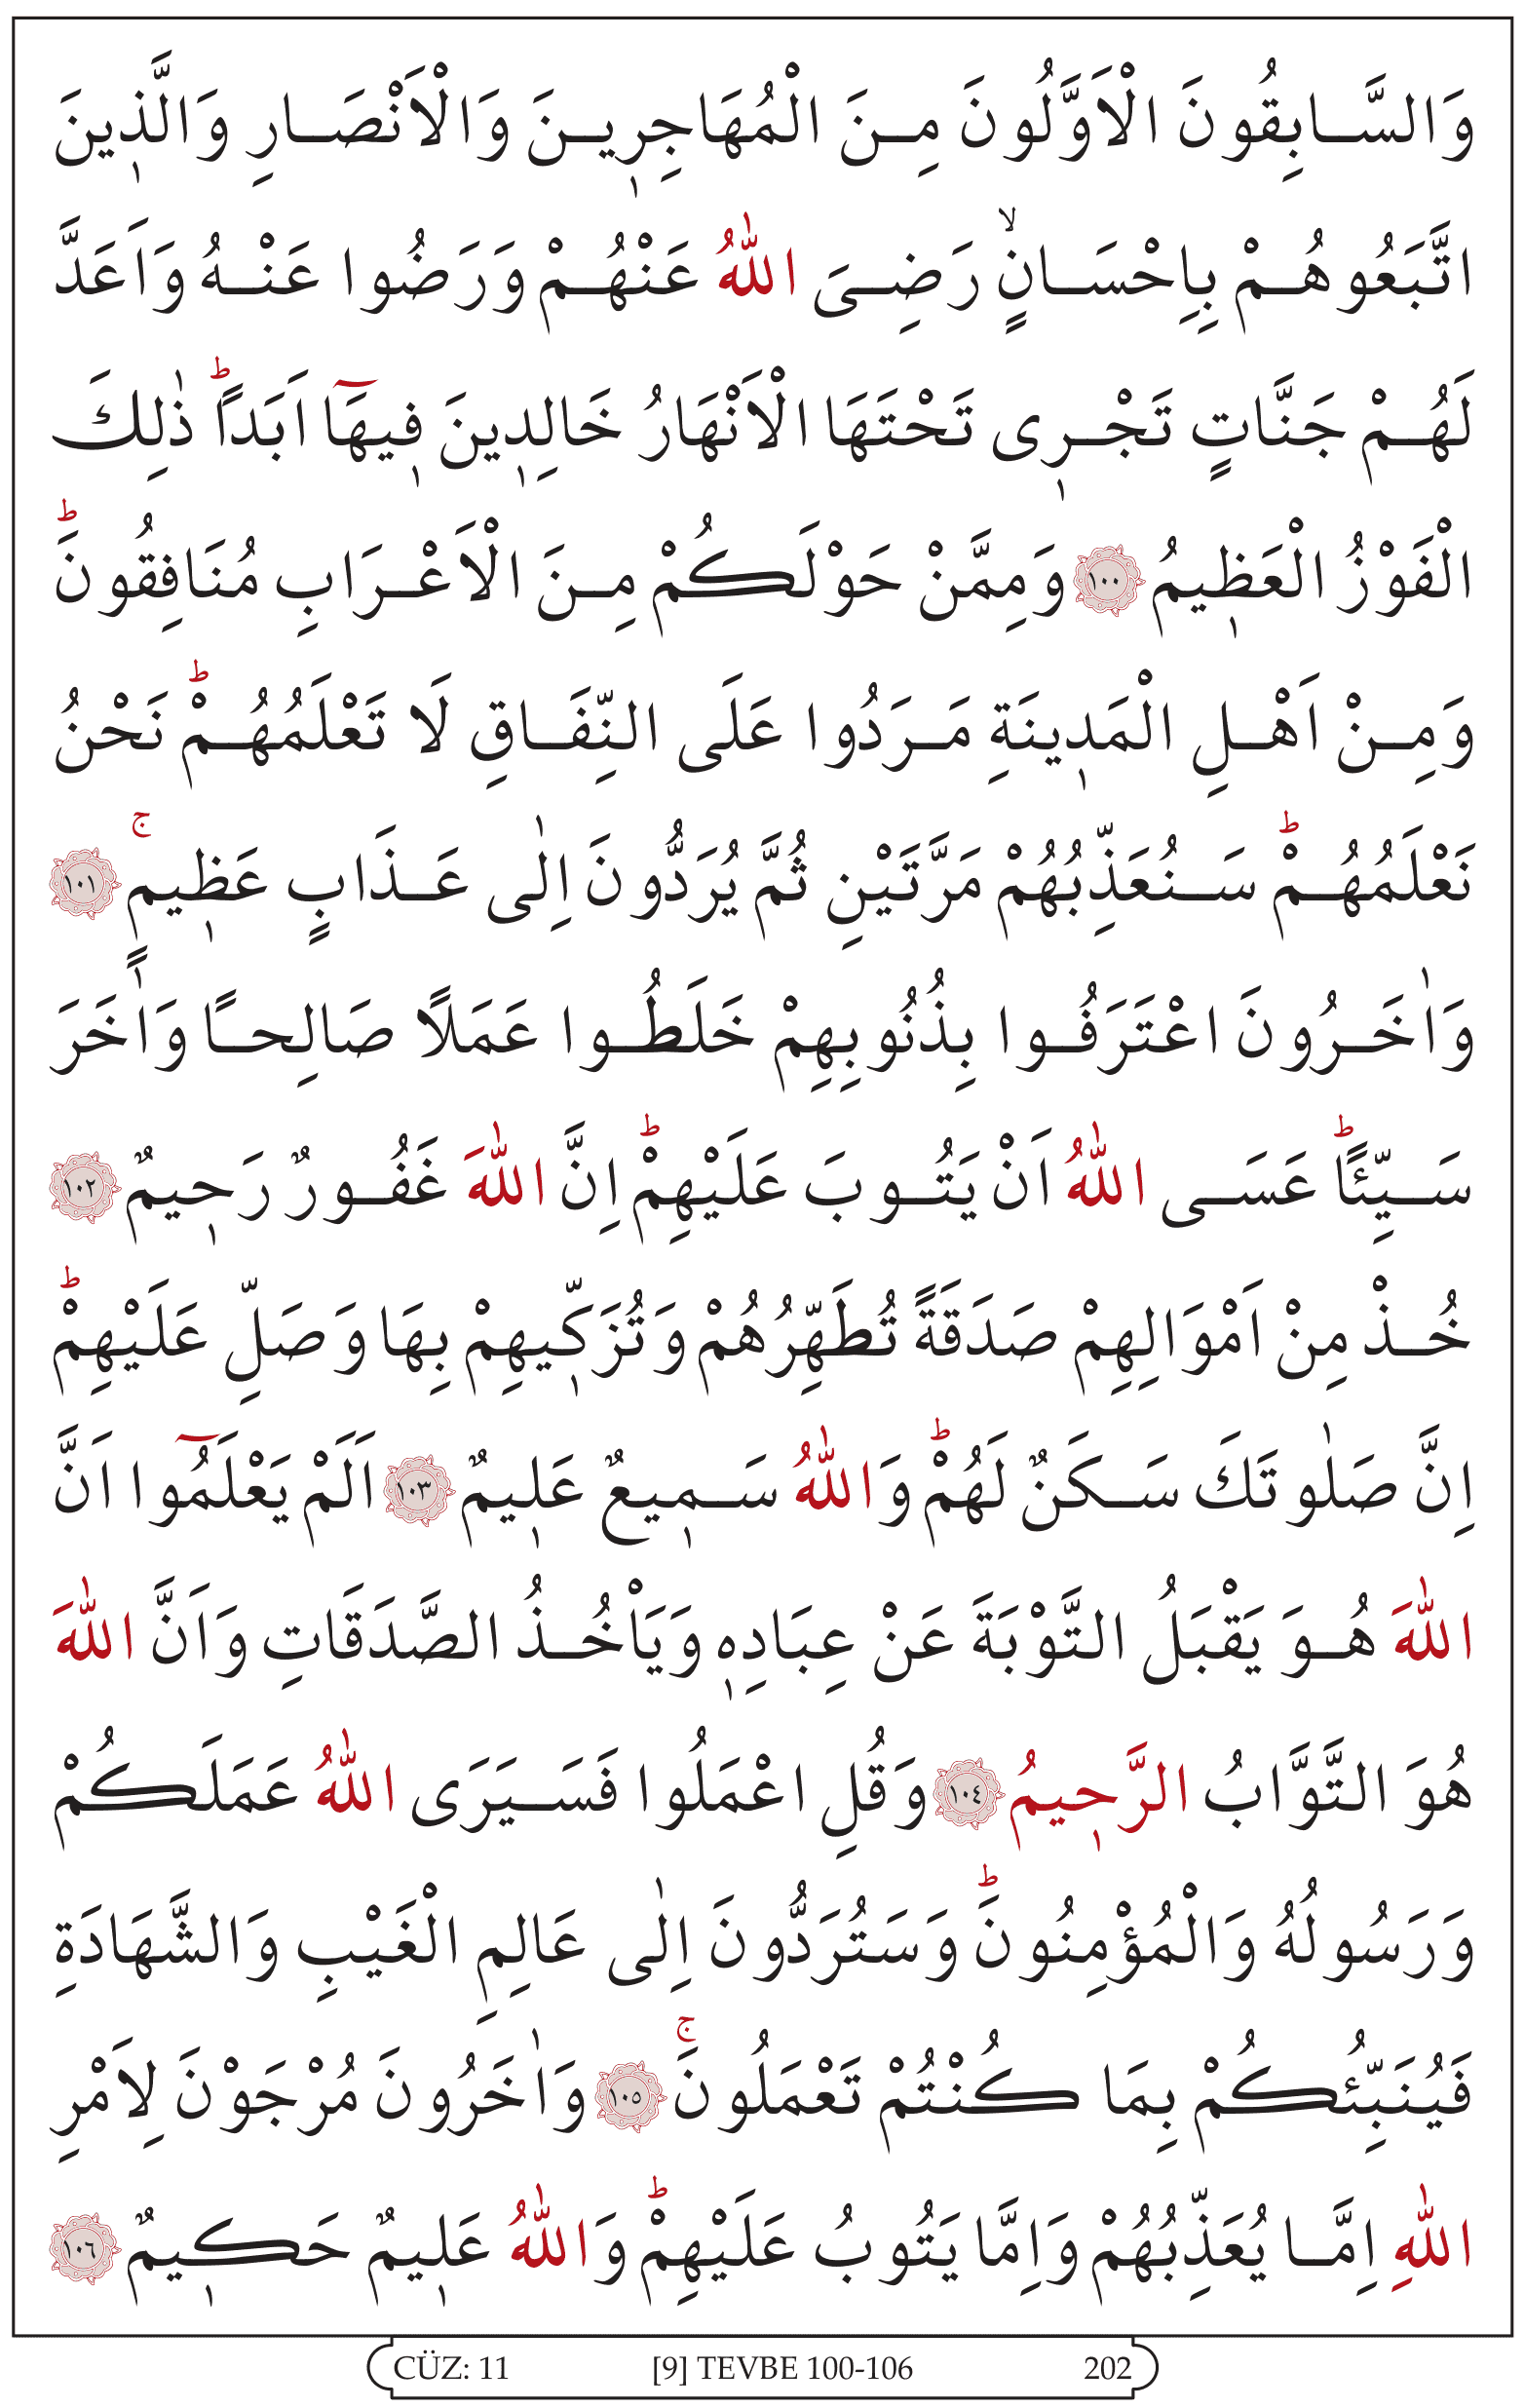 وَالسَّابِقُونَ الْاَوَّلُونَ مِنَ الْمُهَاجِرٖينَ وَالْاَنْصَارِ وَالَّذٖينَ
اتَّبَعُوهُمْ بِاِحْسَانٍۙ رَضِىَ اللّٰهُ عَنْهُمْ وَرَضُوا عَنْهُ وَاَعَدَّ
لَهُمْ جَنَّاتٍ تَجْرٖى تَحْتَهَا الْاَنْهَارُ خَالِدٖينَ فٖيهَٓا اَبَدًاؕ ذٰلِكَ
الْفَوْزُ الْعَظٖيمُ ﴿١٠٠﴾ وَمِمَّنْ حَوْلَكُمْ مِنَ الْاَعْرَابِ مُنَافِقُونَؕ
وَمِنْ اَهْلِ الْمَدٖينَةِ مَرَدُوا عَلَى النِّفَاقِ لَا تَعْلَمُهُمْؕ نَحْنُ
نَعْلَمُهُمْؕ سَنُعَذِّبُهُمْ مَرَّتَيْنِ ثُمَّ يُرَدُّونَ اِلٰى عَذَابٍ عَظٖيمٍۚ ﴿١٠١﴾
وَاٰخَرُونَ اعْتَرَفُوا بِذُنُوبِهِمْ خَلَطُوا عَمَلًا صَالِحًا وَاٰخَرَ
سَيِّئًاؕ عَسَى اللّٰهُ اَنْ يَتُوبَ عَلَيْهِمْؕ اِنَّ اللّٰهَ غَفُورٌ رَحٖيمٌ ﴿١٠٢﴾
خُذْ مِنْ اَمْوَالِهِمْ صَدَقَةً تُطَهِّرُهُمْ وَتُزَكّٖيهِمْ بِهَا وَصَلِّ عَلَيْهِمْؕ
اِنَّ صَلٰوتَكَ سَكَنٌ لَهُمْؕ وَاللّٰهُ سَمٖيعٌ عَلٖيمٌ ﴿١٠٣﴾ اَلَمْ يَعْلَمُٓوا اَنَّ
اللّٰهَ هُوَ يَقْبَلُ التَّوْبَةَ عَنْ عِبَادِهٖ وَيَاْخُذُ الصَّدَقَاتِ وَاَنَّ اللّٰهَ
هُوَ التَّوَّابُ الرَّحٖيمُ ﴿١٠٤﴾ وَقُلِ اعْمَلُوا فَسَيَرَى اللّٰهُ عَمَلَكُمْ
وَرَسُولُهُ وَالْمُؤْمِنُونَؕ وَسَتُرَدُّونَ اِلٰى عَالِمِ الْغَيْبِ وَالشَّهَادَةِ
فَيُنَبِّئُكُمْ بِمَا كُنْتُمْ تَعْمَلُونَۚ ﴿١٠٥﴾ وَاٰخَرُونَ مُرْجَوْنَ لِاَمْرِ
اللّٰهِ اِمَّا يُعَذِّبُهُمْ وَاِمَّا يَتُوبُ عَلَيْهِمْؕ وَاللّٰهُ عَلٖيمٌ حَكٖيمٌ ﴿١٠٦﴾
CÜZ: 11 [9] TEVBE 100-106 202